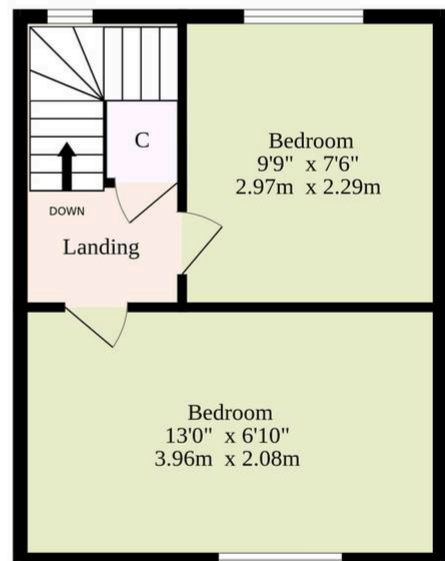 Bedroom
9'9" x 7'6"
2.97m x 2.29m
C
DOWN
Landing
Bedroom
13'0" x 6'10"
3.96m x 2.08m